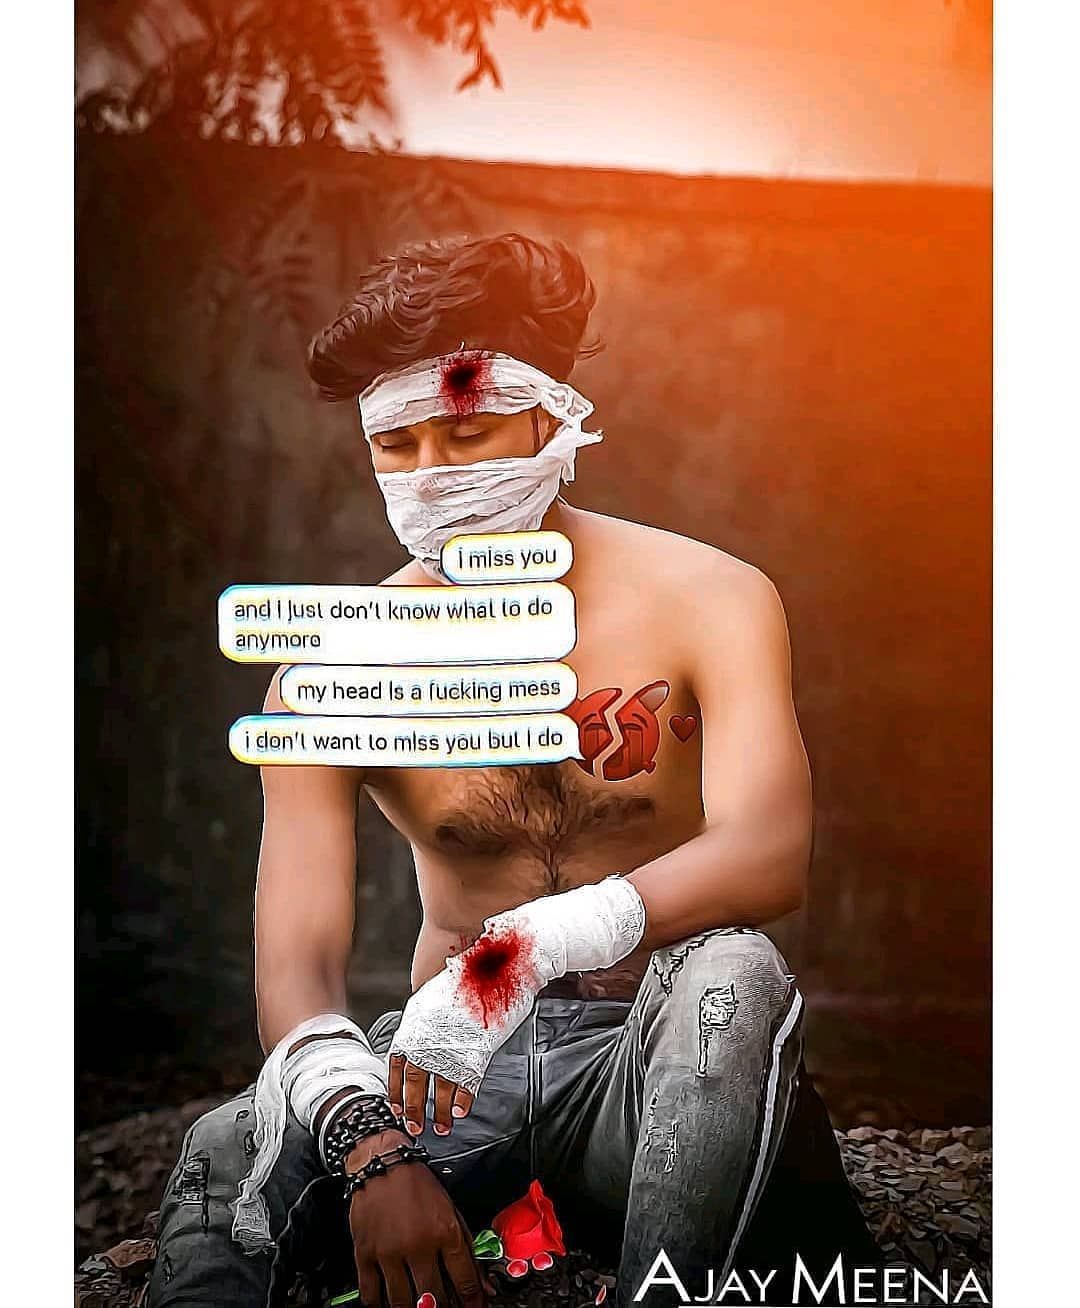 i miss you
and i just don't know what to do
anymore
my head is a fucking mess
i don't want to miss you but i do
AJAY MEENA